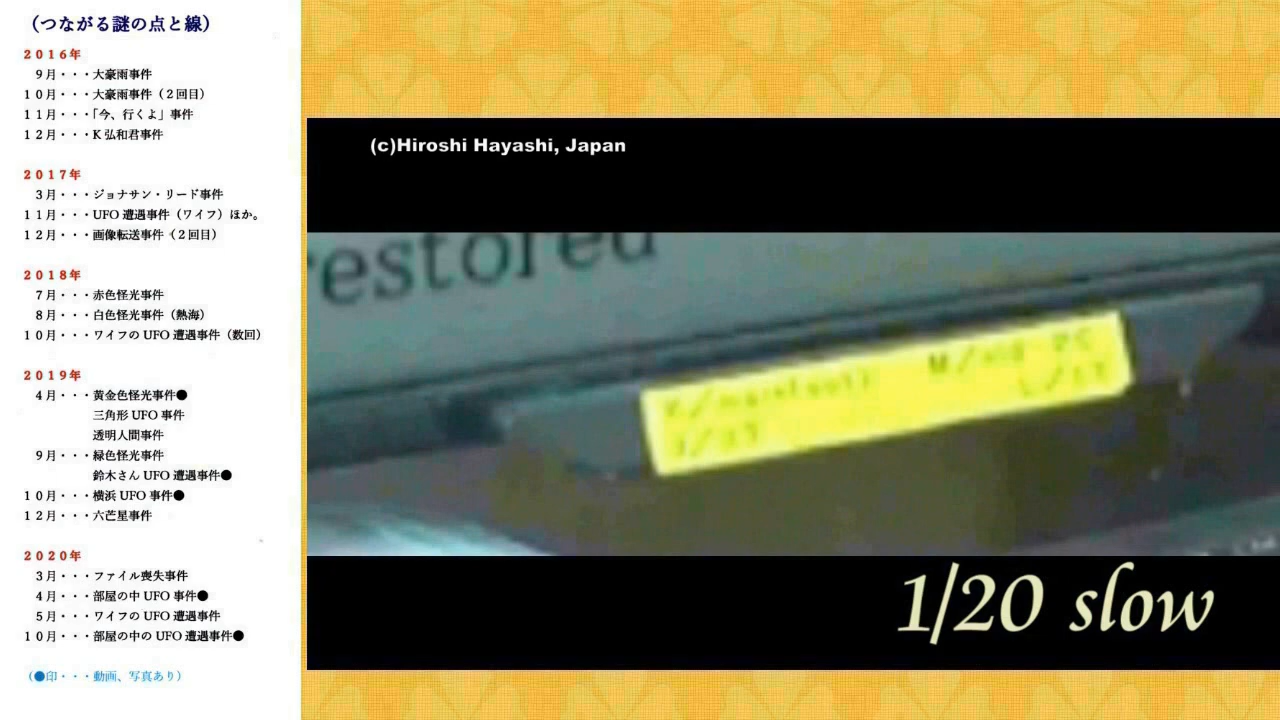 （つながる謎の点と線）
２０１６年
９月・・・大豪雨事件
１０月・・・大豪雨事件（２回目）
１１月・・・「今、行くよ」事件
１２月・・・K 弘和君事件
２０１７年
３月・・・ジョナサン・リード事件
１１月・・・UFO 遭遇事件（ワイフ）ほか。
１２月・・・画像転送事件（２回目）
２０１８年
７月・・・赤色怪光事件
８月・・・白色怪光事件（熱海）
１０月・・・ワイフの UFO 遭遇事件（数回）
２０１９年
４月・・・黄金色怪光事件●
三角形 UFO 事件
透明人間事件
９月・・・緑色怪光事件
鈴木さん UFO 遭遇事件●
１０月・・・横浜 UFO 事件●
１２月・・・六芒星事件
２０２０年
３月・・・ファイル喪失事件
４月・・・部屋の中 UFO 事件●
５月・・・ワイフの UFO 遭遇事件
１０月・・・部屋の中の UFO 遭遇事件●
（●印・・・動画、写真あり）
(c)Hiroshi Hayashi, Japan
restored
1/20 slow